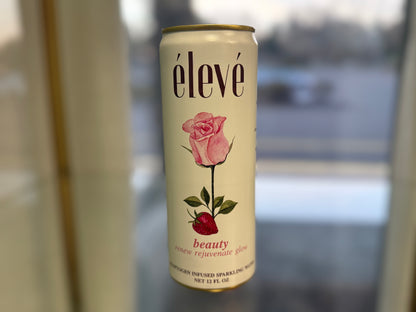 élevé
beauty
renew rejuvenate glow
INFUSED SPARKLING WATER
NET 12 FL OZ